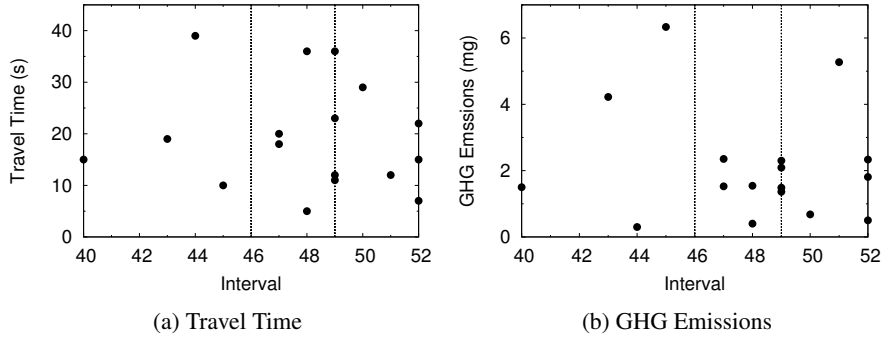 Travel Time (s)
40
30
20
10
0
40 42 44 46 48 50 52
Interval
(a) Travel Time
GHG Emssions (mg)
6
4
2
0
40 42 44 46 48 50 52
Interval
(b) GHG Emissions